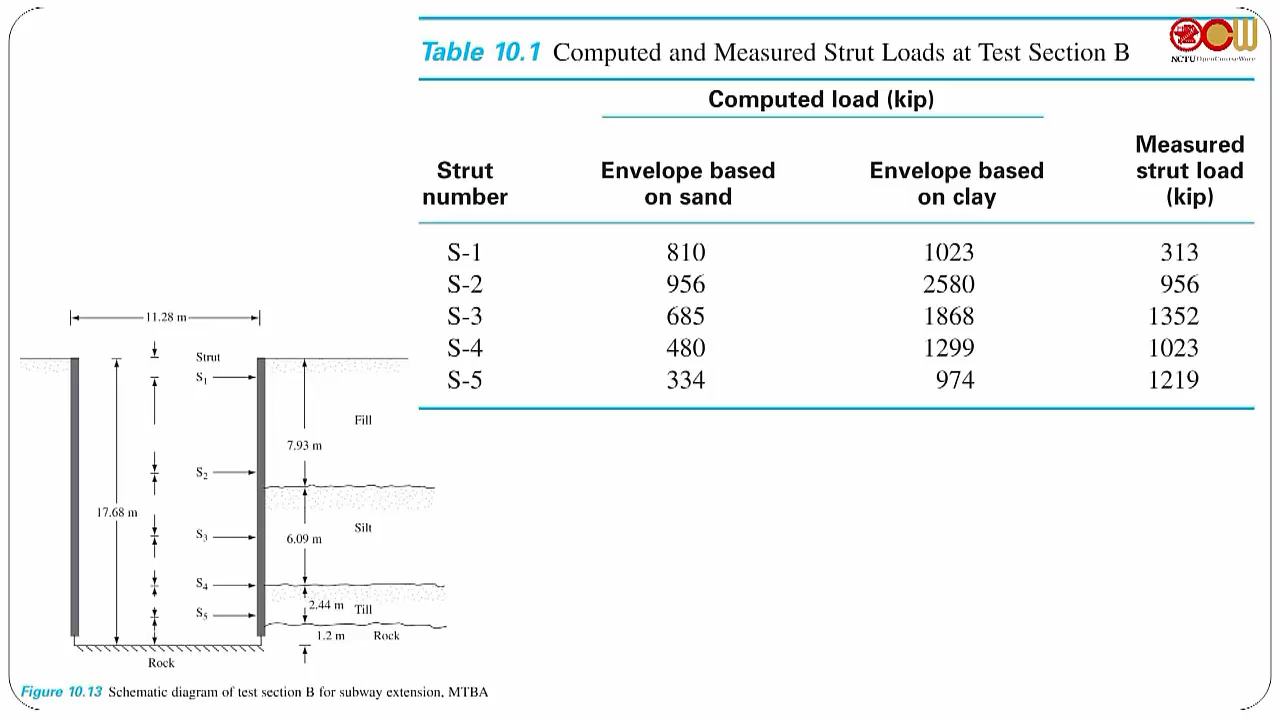 Table 10.1 Computed and Measured Strut Loads at Test Section B
NCTU OpenCourseWare
Computed load (kip)
Strut number
Envelope based on sand
Envelope based on clay
Measured strut load (kip)
S-1 810 1023 313
S-2 956 2580 956
S-3 685 1868 1352
S-4 480 1299 1023
S-5 334 974 1219
11.28 m
Strut
S1
Fill
7.93 m
S2
17.68 m
Silt
S3
6.09 m
S4
2.44 m Till
S5
1.2 m Rock
Rock
Figure 10.13 Schematic diagram of test section B for subway extension, MTBA